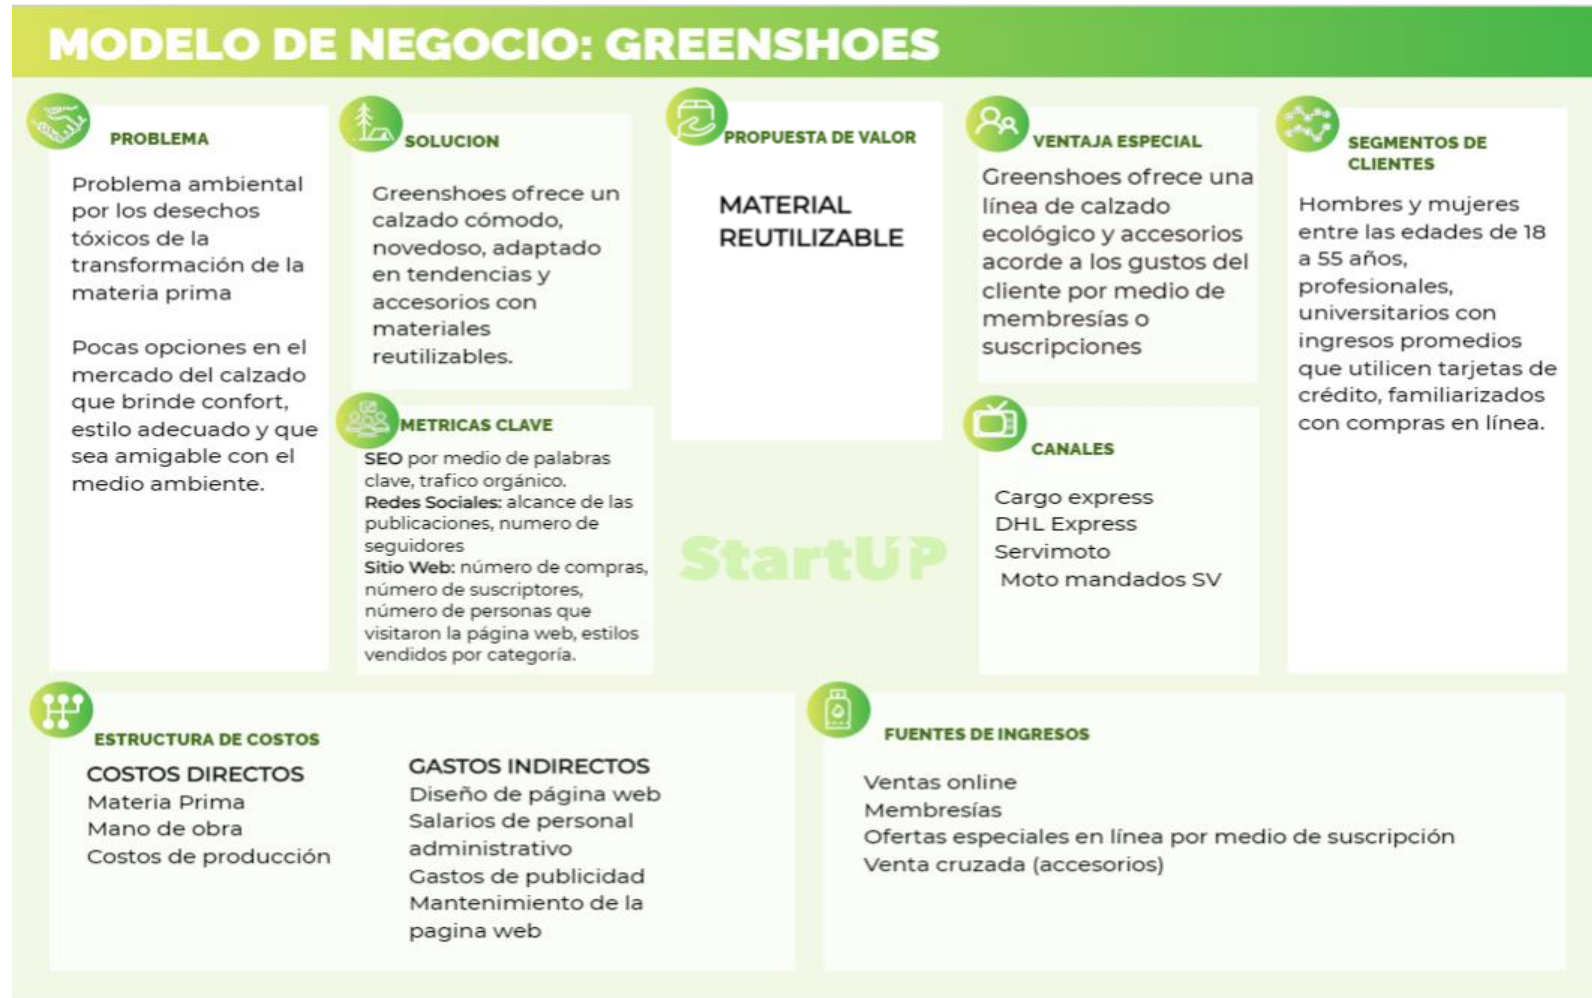 MODELO DE NEGOCIO: GREENSHOES
PROBLEMA
Problema ambiental
por los desechos
tóxicos de la
transformación de la
materia prima
Pocas opciones en el
mercado del calzado
que brinde confort,
estilo adecuado y que
sea amigable con el
medio ambiente.
SOLUCION
Greenshoes ofrece un
calzado cómodo,
novedoso, adaptado
en tendencias y
accesorios con
materiales
reutilizables.
METRICAS CLAVE
SEO por medio de palabras
clave, trafico orgánico.
Redes Sociales: alcance de las
publicaciones, numero de
seguidores
Sitio Web: número de compras,
número de suscriptores,
número de personas que
visitaron la página web, estilos
vendidos por categoría.
PROPUESTA DE VALOR
MATERIAL
REUTILIZABLE
StartUP
VENTAJA ESPECIAL
Greenshoes ofrece una
línea de calzado
ecológico y accesorios
acorde a los gustos del
cliente por medio de
membresías o
suscripciones
CANALES
Cargo express
DHL Express
Servimoto
Moto mandados SV
SEGMENTOS DE
CLIENTES
Hombres y mujeres
entre las edades de 18
a 55 años,
profesionales,
universitarios con
ingresos promedios
que utilicen tarjetas de
crédito, familiarizados
con compras en línea.
ESTRUCTURA DE COSTOS
COSTOS DIRECTOS
Materia Prima
Mano de obra
Costos de producción
GASTOS INDIRECTOS
Diseño de página web
Salarios de personal
administrativo
Gastos de publicidad
Mantenimiento de la
pagina web
FUENTES DE INGRESOS
Ventas online
Membresías
Ofertas especiales en línea por medio de suscripción
Venta cruzada (accesorios)